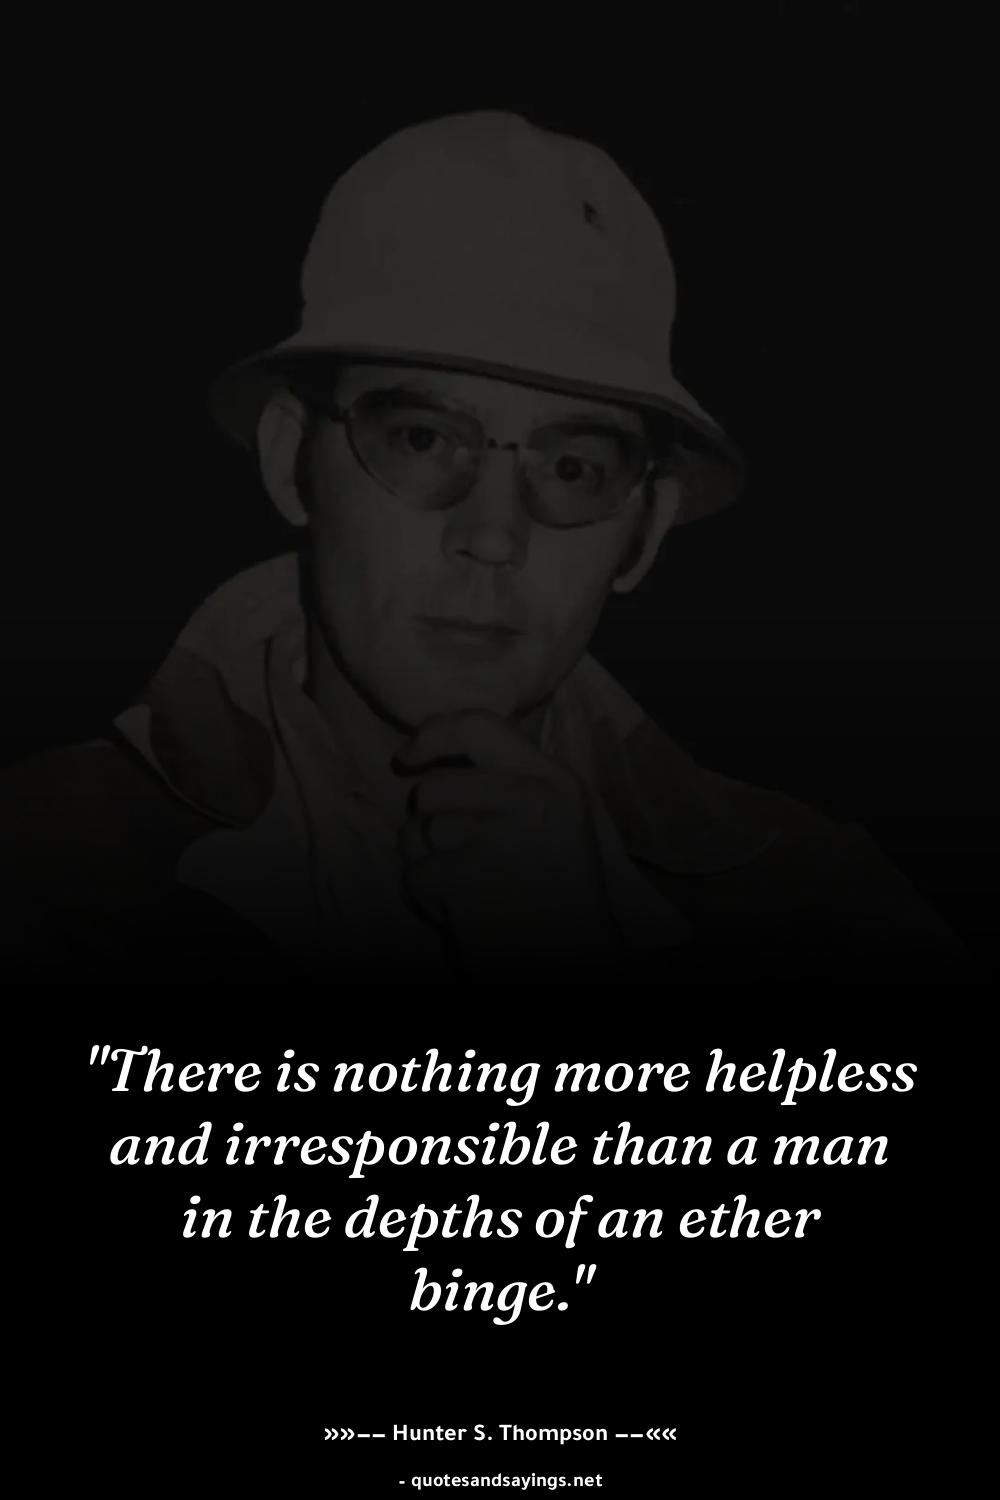 "There is nothing more helpless
and irresponsible than a man
in the depths of an ether
binge."
»»–– Hunter S. Thompson ––««
- quotesandsayings.net